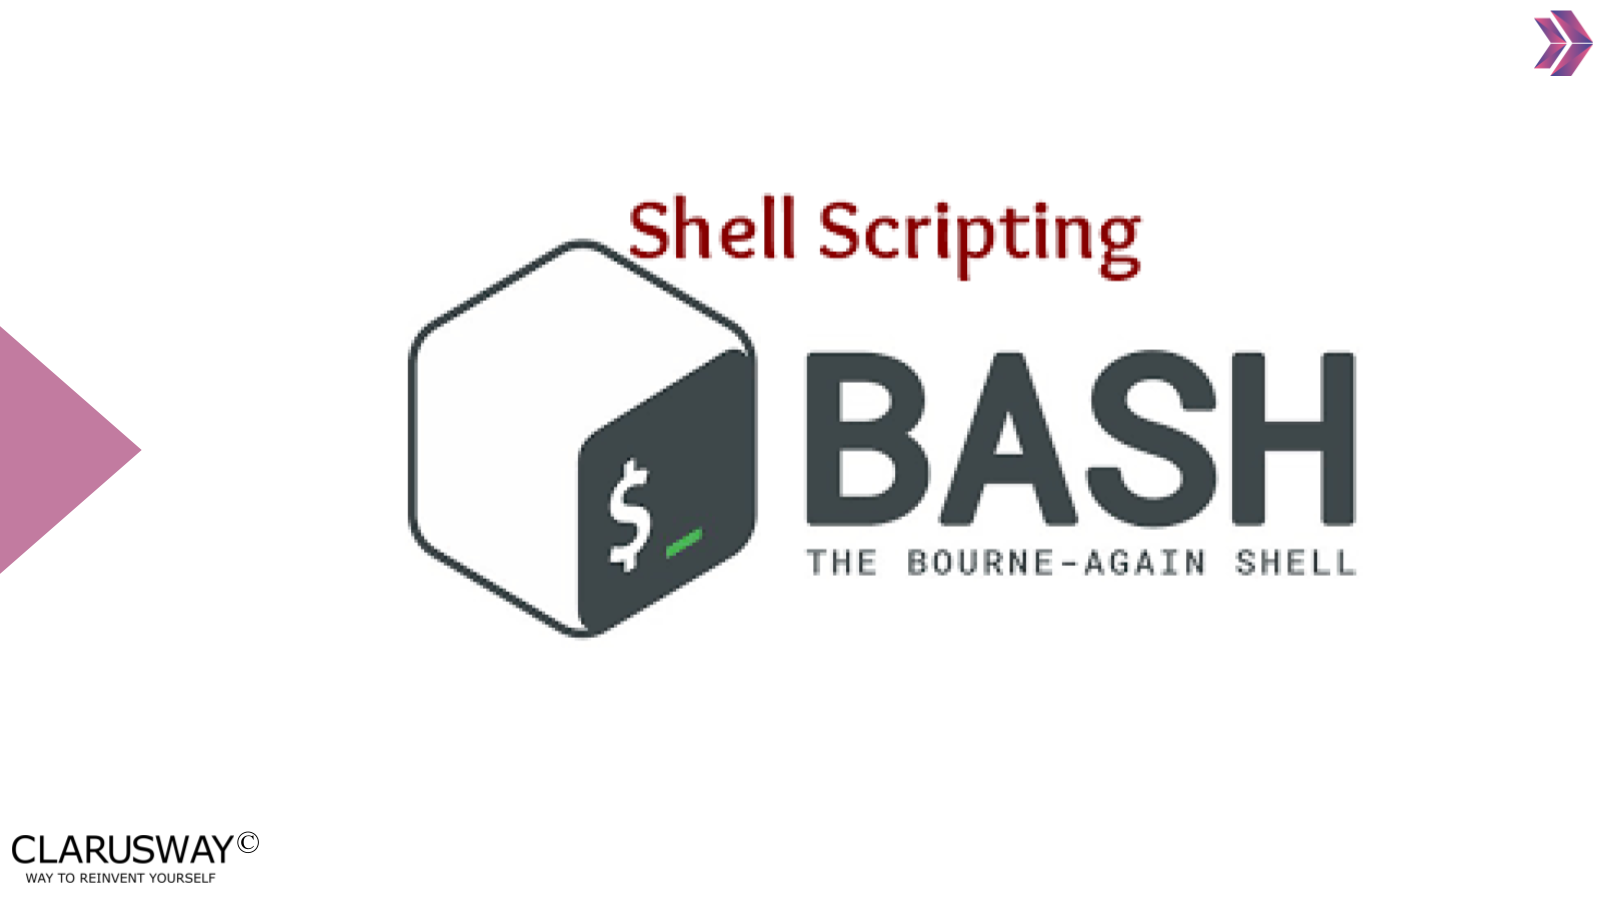 Shell Scripting
$_
BASH
THE BOURNE-AGAIN SHELL
CLARUSWAY©
WAY TO REINVENT YOURSELF